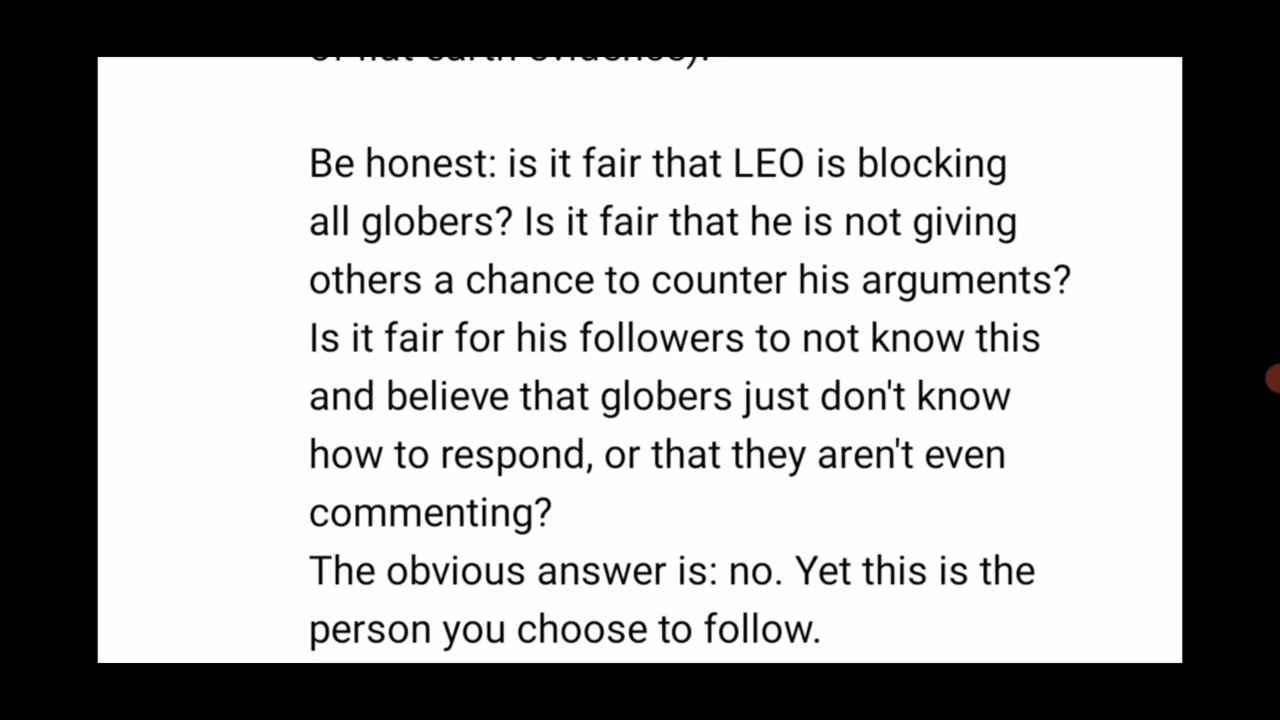 Be honest: is it fair that LEO is blocking
all globers? Is it fair that he is not giving
others a chance to counter his arguments?
Is it fair for his followers to not know this
and believe that globers just don't know
how to respond, or that they aren't even
commenting?
The obvious answer is: no. Yet this is the
person you choose to follow.